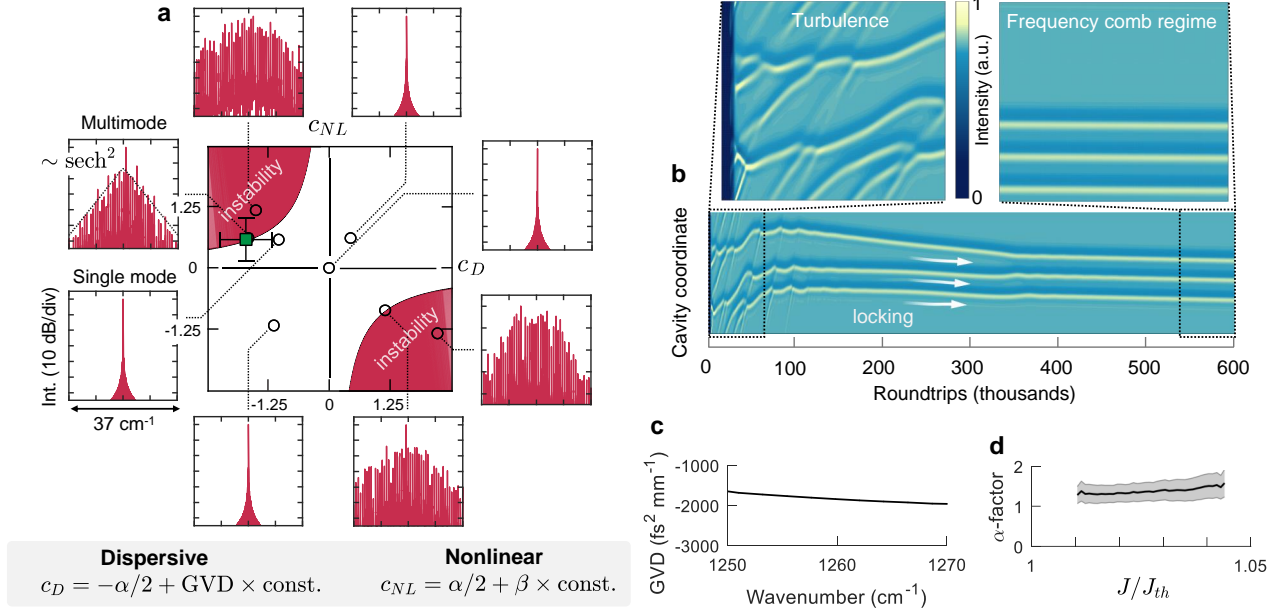 a
Multimode
∼ sech²
c_NL
instability
1.25
0
-1.25
c_D
instability
-1.25
0
1.25
Single mode
Int. (10 dB/div)
37 cm⁻¹
Dispersive
c_D = −α/2 + GVD × const.
Nonlinear
c_NL = α/2 + β × const.
Turbulence
1
Intensity (a.u.)
0
Frequency comb regime
b
Cavity coordinate
locking
0
100
200
300
400
500
600
Roundtrips (thousands)
c
GVD (fs² mm⁻¹)
-1000
-2000
-3000
1250
1260
1270
Wavenumber (cm⁻¹)
d
α-factor
2
1
0
1
1.05
J/J_th